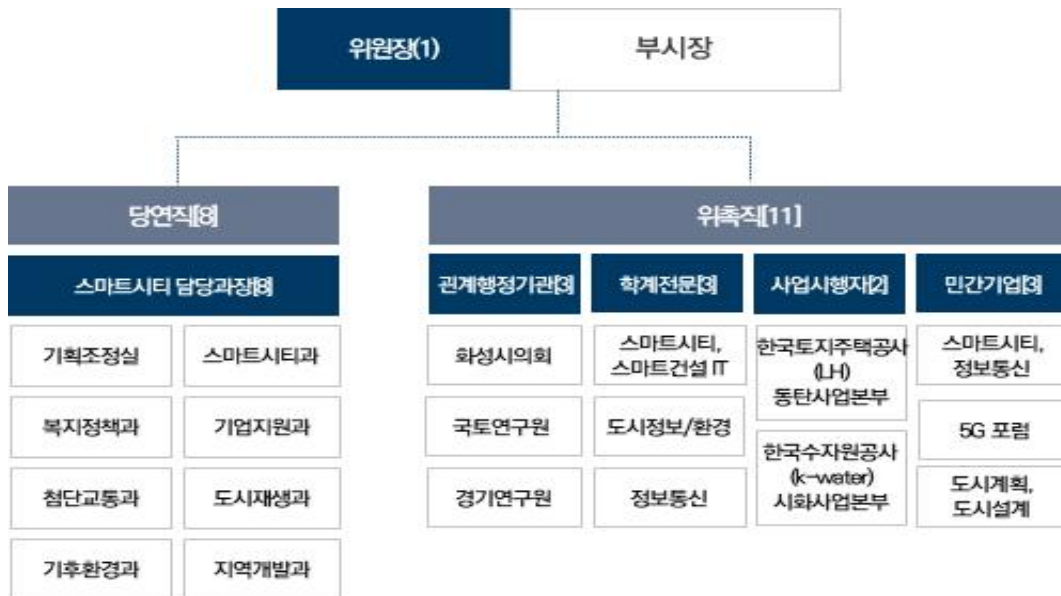 위원장(1) 부시장
당연직[8]
스마트시티 담당과장[8]
기획조정실 스마트시티과
복지정책과 기업지원과
첨단교통과 도시재생과
기후환경과 지역개발과
위촉직[11]
관계행정기관[3]
화성시의회
국토연구원
경기연구원
학계전문[3]
스마트시티,
스마트건설 IT
도시정보/환경
정보통신
사업시행자[2]
한국토지주택공사
(LH)
동탄사업본부
한국수자원공사
(k-water)
시화사업본부
민간기업[3]
스마트시티,
정보통신
5G 포럼
도시계획,
도시설계